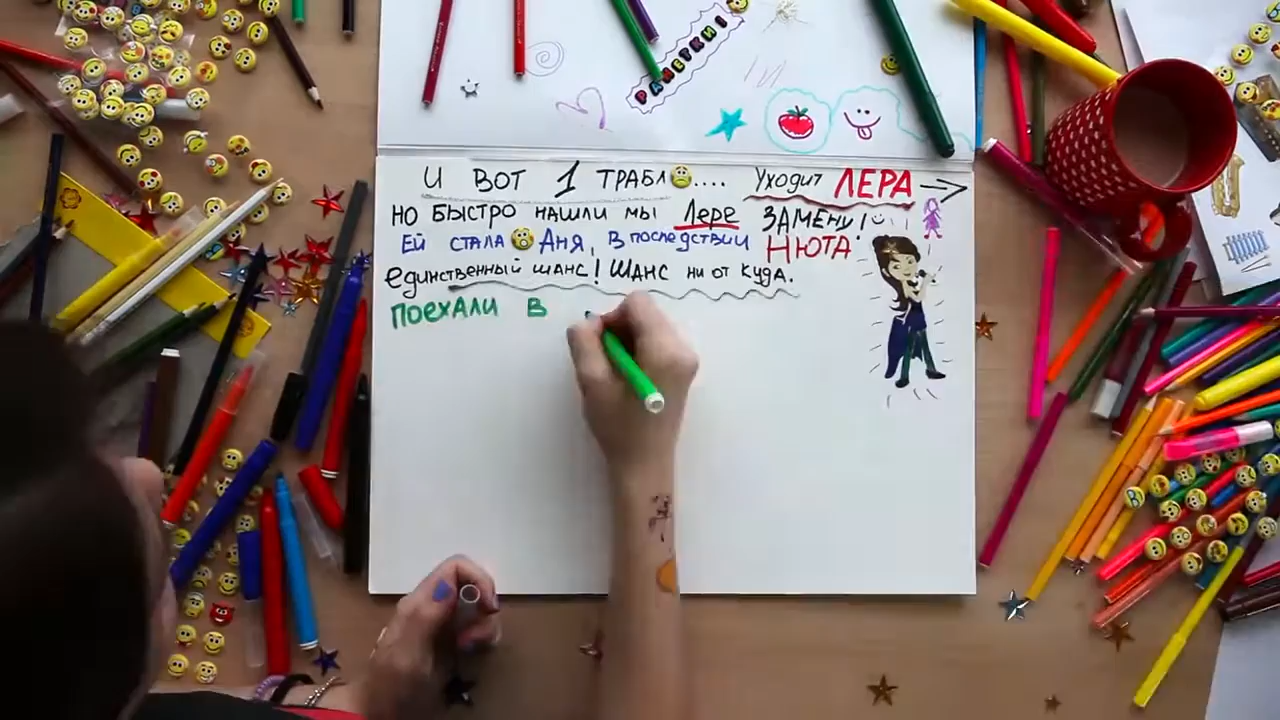 РАМЕРКИ!
И ВОТ 1 ТРАБЛ.... Уходит ЛЕРА
НО БЫСТРО НАШЛИ МЫ Лере ЗАМЕНУ!
ЕЙ СТАЛА АНЯ, В последствии НЮТА
единственный шанс! ШАНС НИ ОТ КУДА.
ПОЕХАЛИ В